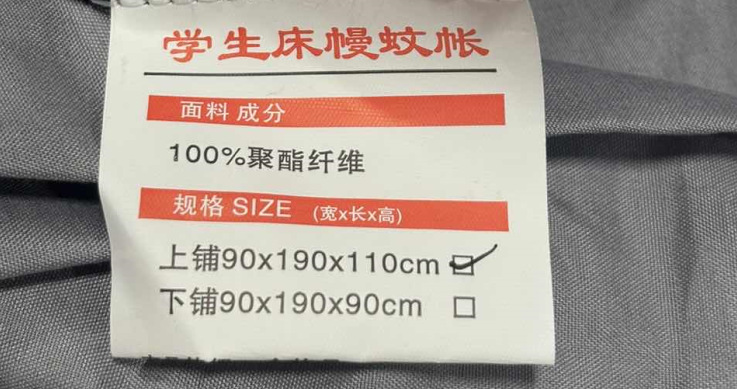 学生床幔蚊帐
面料成分
100%聚酯纤维
规格 SIZE (宽x长x高)
上铺90x190x110cm ☑
下铺90x190x90cm □